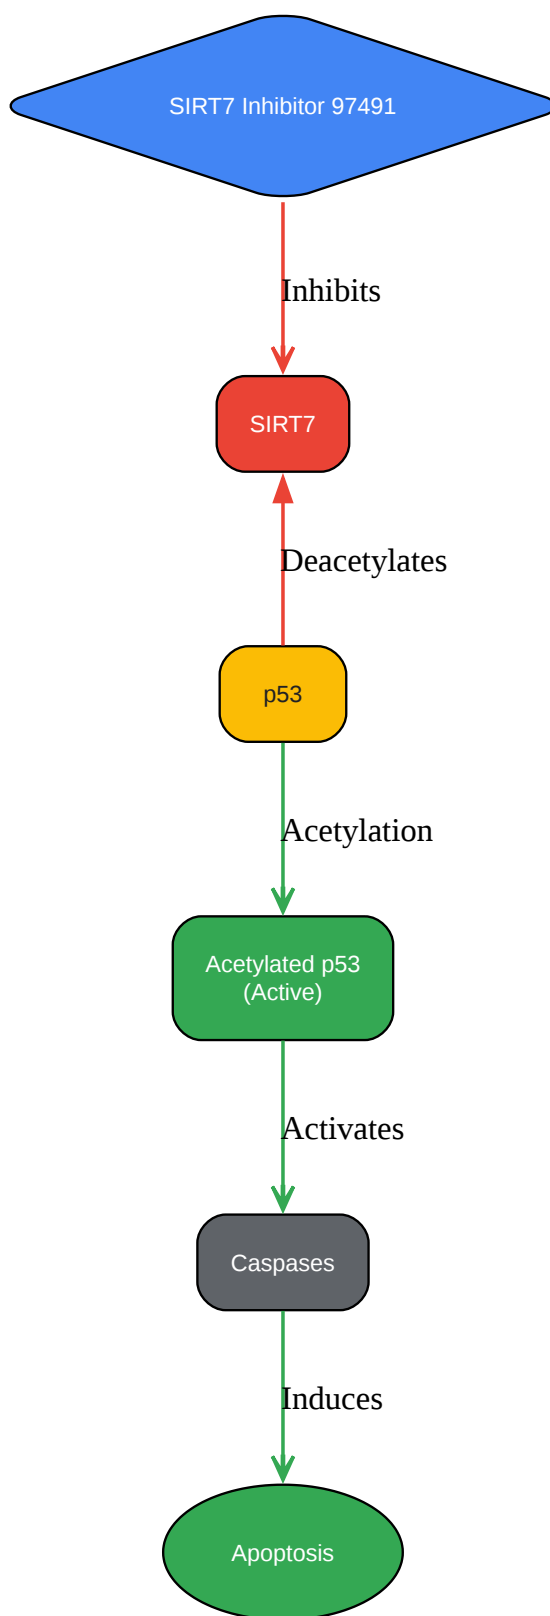 SIRT7 Inhibitor 97491
Inhibits
SIRT7
Deacetylates
p53
Acetylation
Acetylated p53
(Active)
Activates
Caspases
Induces
Apoptosis